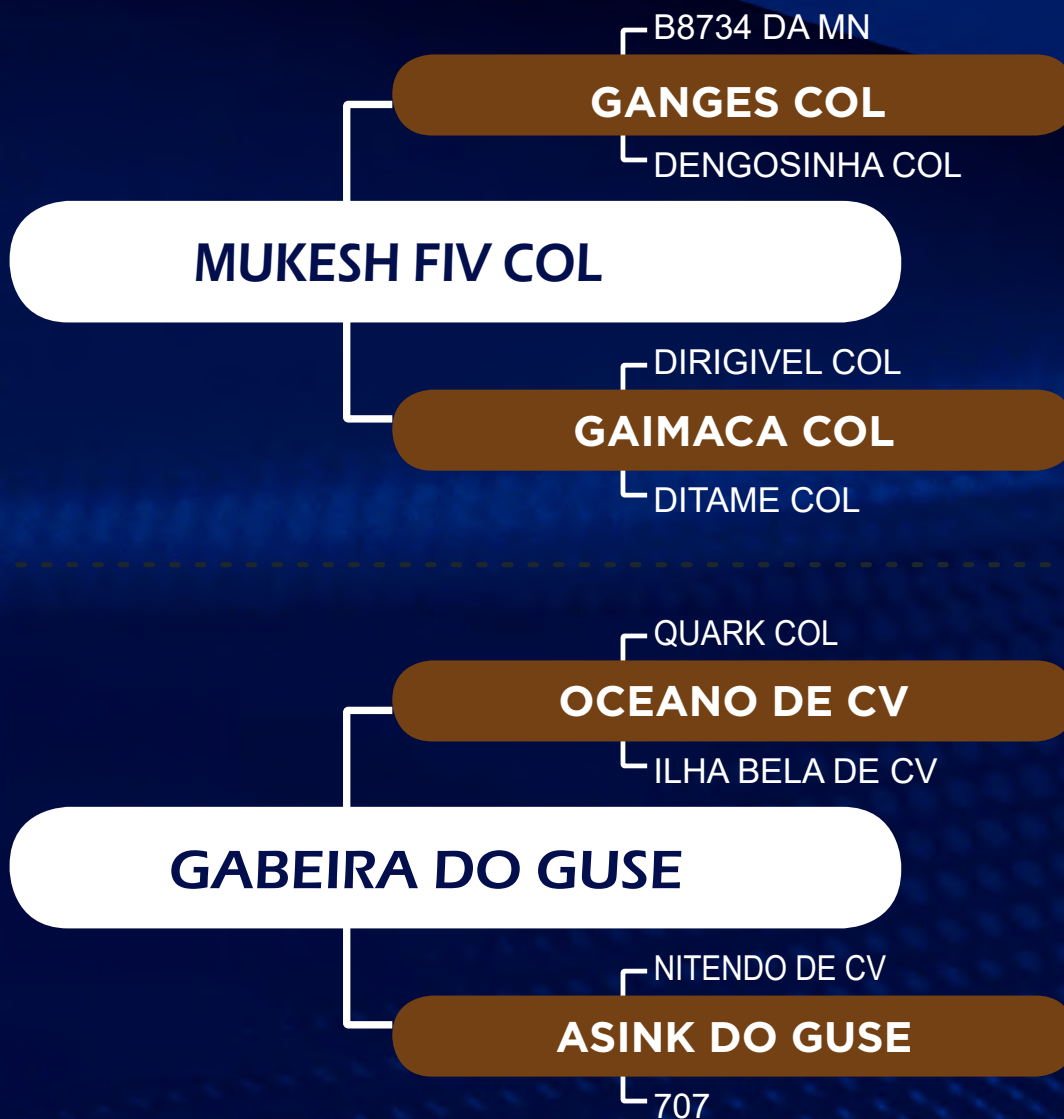 B8734 DA MN
GANGES COL
DENGOSINHA COL
MUKESH FIV COL
DIRIGIVEL COL
GAIMACA COL
DITAME COL
QUARK COL
OCEANO DE CV
ILHA BELA DE CV
GABEIRA DO GUSE
NITENDO DE CV
ASINK DO GUSE
707